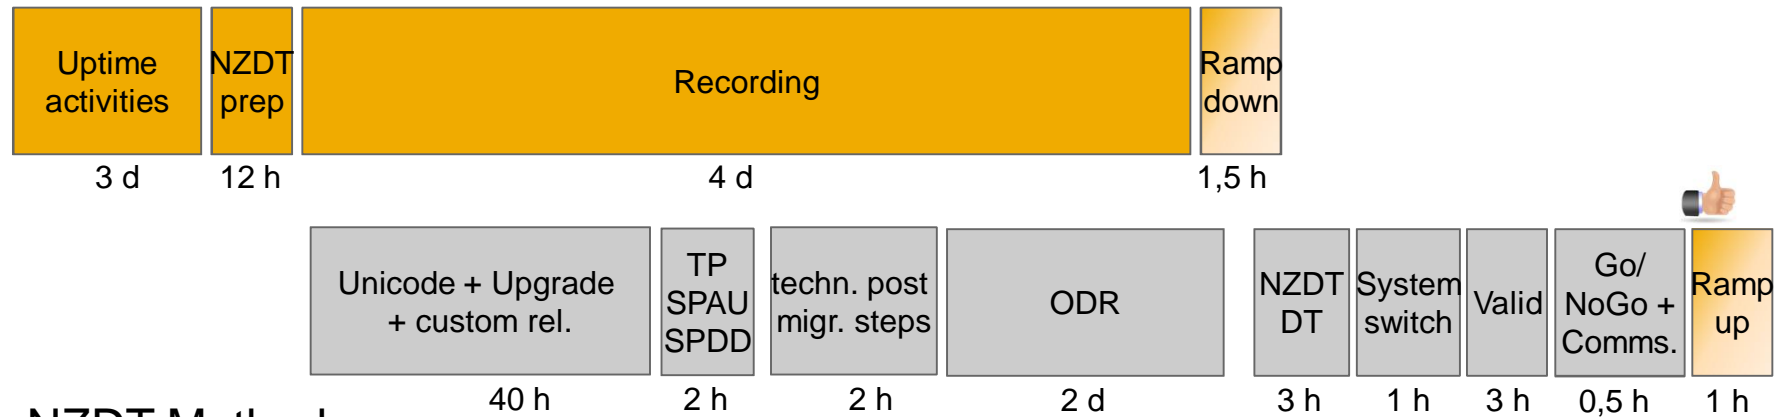 Uptime
activities
NZDT
prep
Recording
Ramp
down
3 d
12 h
4 d
1,5 h
Unicode + Upgrade
+ custom rel.
TP
SPAU
SPDD
techn. post
migr. steps
ODR
NZDT
DT
System
switch
Valid
Go/
NoGo +
Comms.
Ramp
up
40 h
2 h
2 h
2 d
3 h
1 h
3 h
0,5 h
1 h
NZDT Method